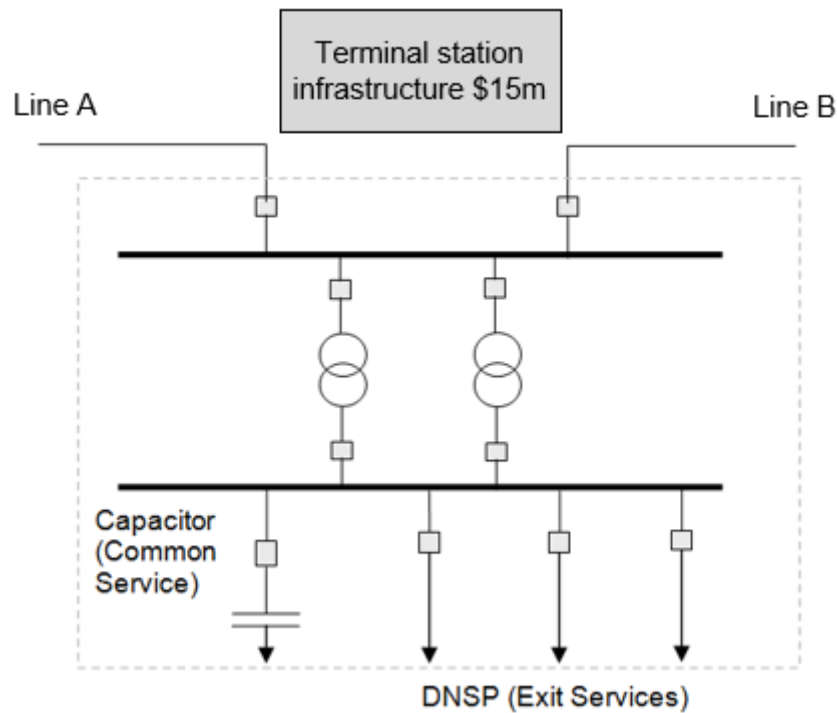 Terminal station
infrastructure $15m
Line A
Line B
Capacitor
(Common
Service)
DNSP (Exit Services)